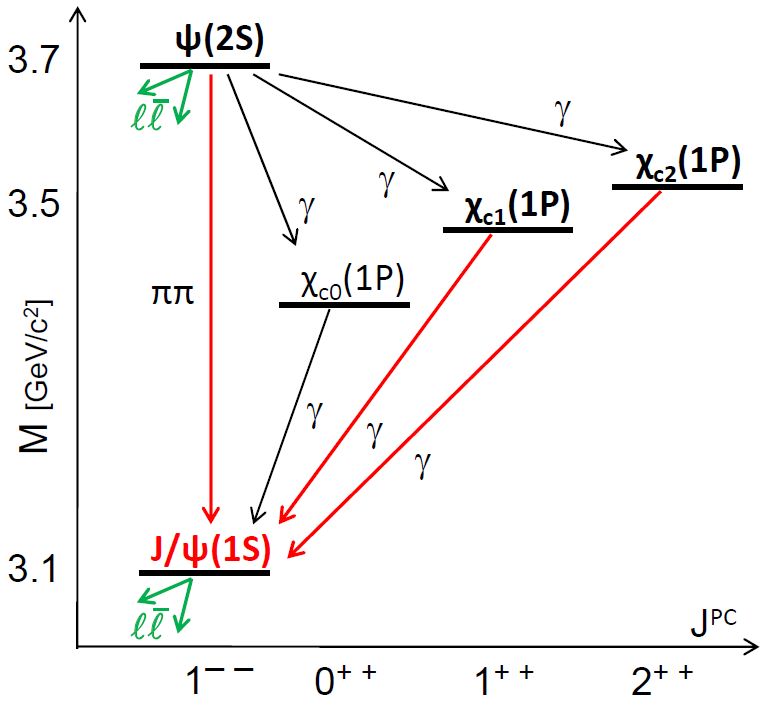 ψ(2S)
3.7
ℓℓ̅
γ
χc2(1P)
γ
3.5
γ
χc1(1P)
χc0(1P)
ππ
M [GeV/c²]
γ
γ
γ
J/ψ(1S)
3.1
ℓℓ̅
J^PC
1⁻⁻ 0⁺⁺ 1⁺⁺ 2⁺⁺